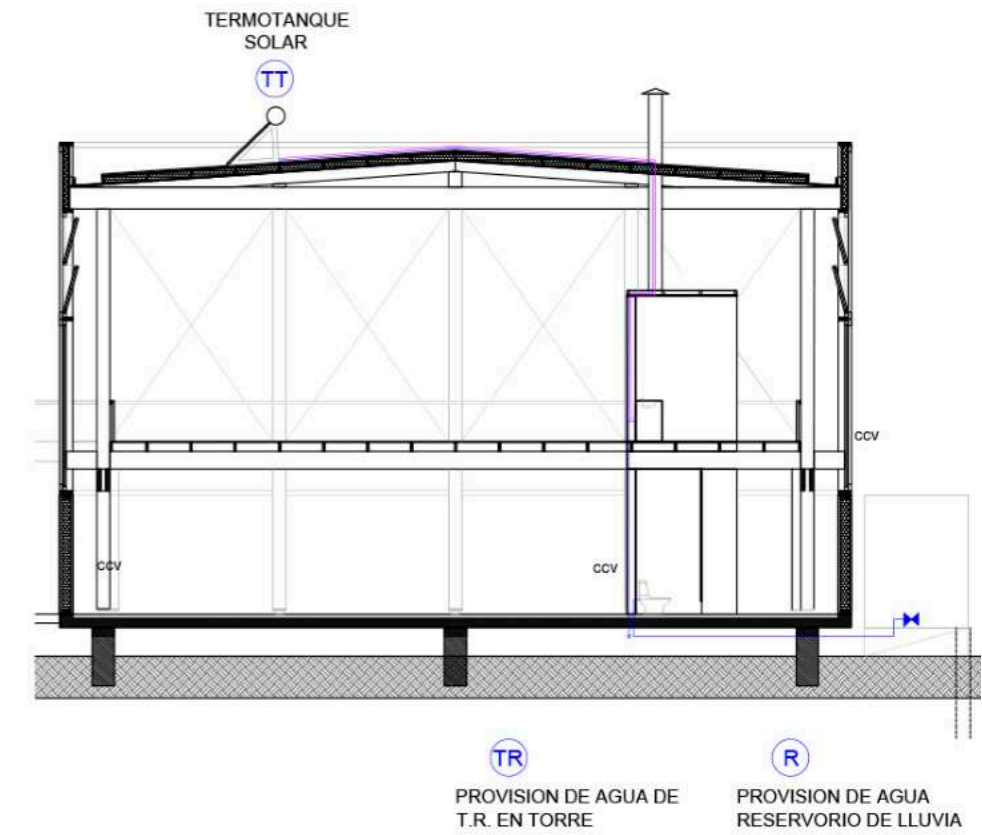 TERMOTANQUE
SOLAR
TT
CCV
CCV
CCV
TR
PROVISION DE AGUA DE
T.R. EN TORRE
R
PROVISION DE AGUA
RESERVORIO DE LLUVIA